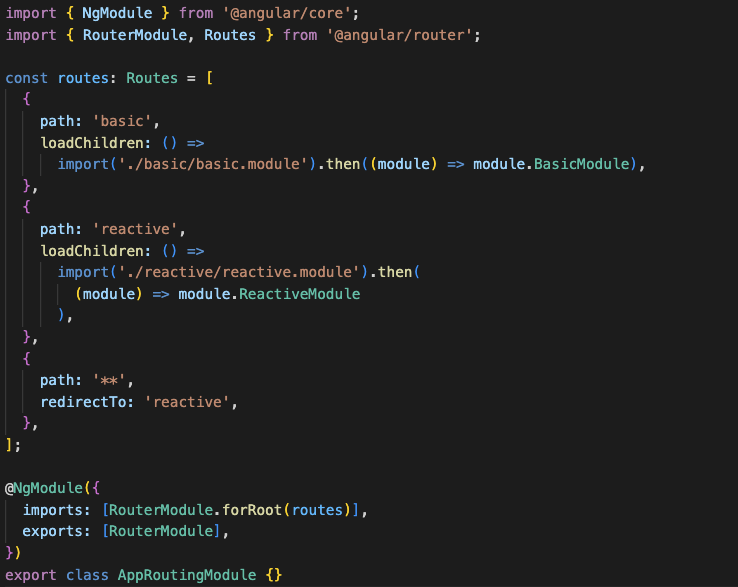 import { NgModule } from '@angular/core';
import { RouterModule, Routes } from '@angular/router';

const routes: Routes = [
  {
    path: 'basic',
    loadChildren: () =>
      import('./basic/basic.module').then((module) => module.BasicModule),
  },
  {
    path: 'reactive',
    loadChildren: () =>
      import('./reactive/reactive.module').then(
        (module) => module.ReactiveModule
      ),
  },
  {
    path: '**',
    redirectTo: 'reactive',
  },
];

@NgModule({
  imports: [RouterModule.forRoot(routes)],
  exports: [RouterModule],
})
export class AppRoutingModule {}